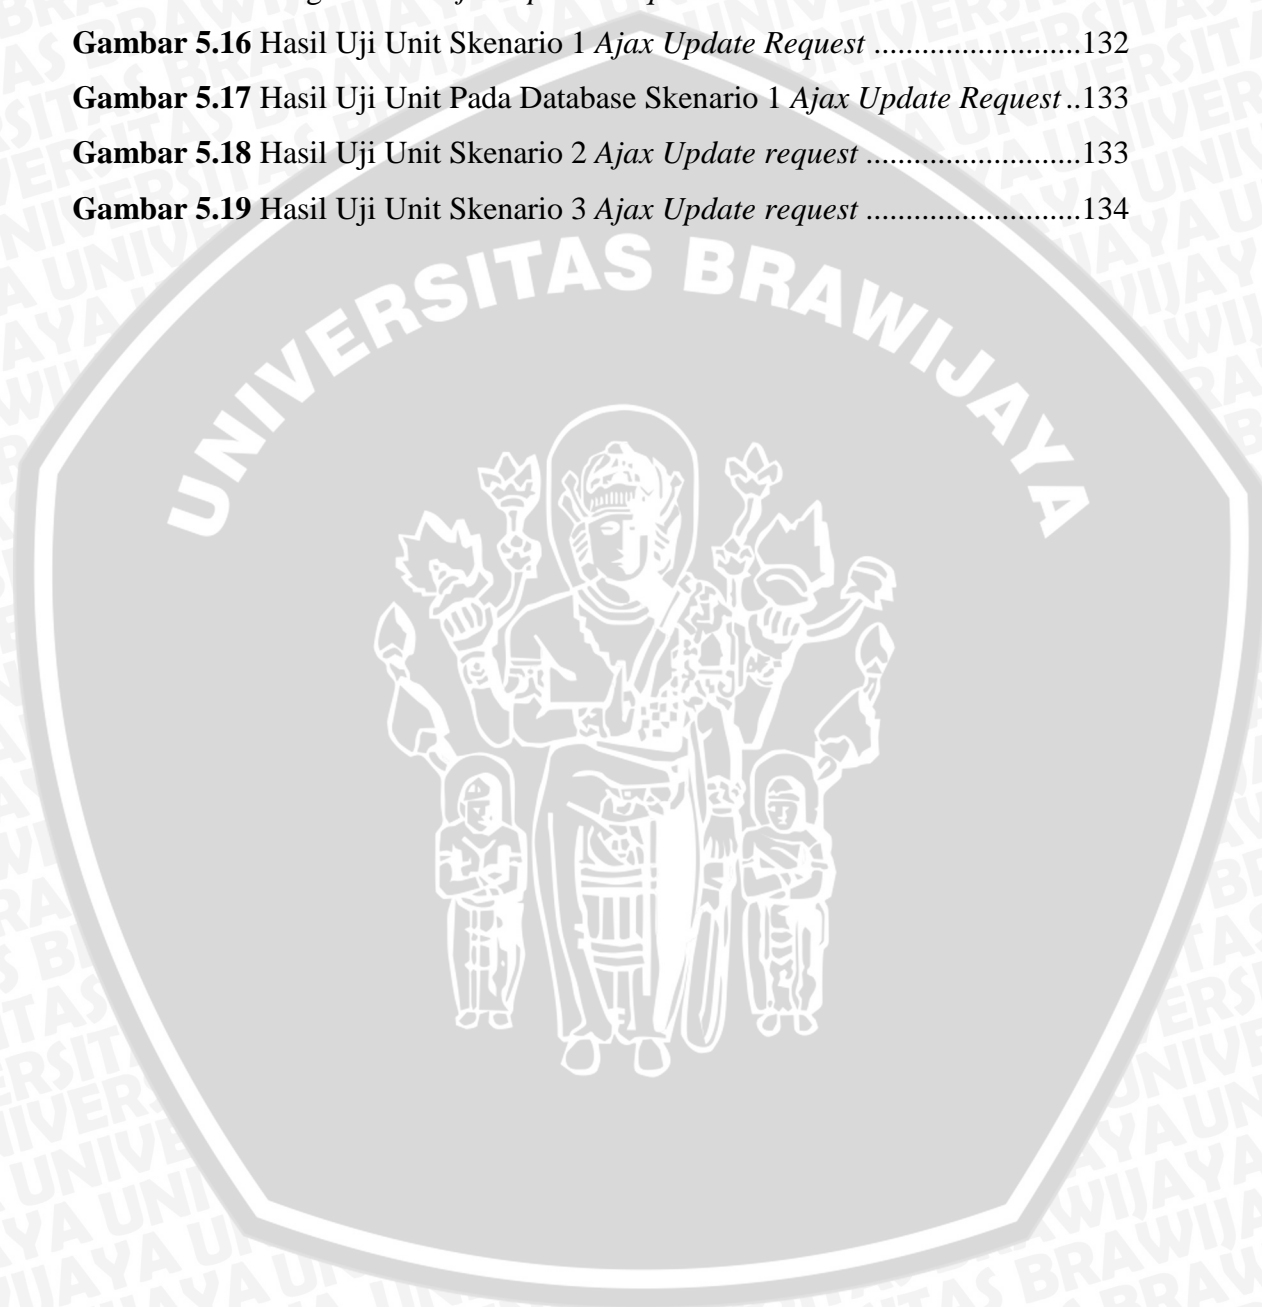 Gambar 5.16 Hasil Uji Unit Skenario 1 Ajax Update Request ..........................132
Gambar 5.17 Hasil Uji Unit Pada Database Skenario 1 Ajax Update Request ..133
Gambar 5.18 Hasil Uji Unit Skenario 2 Ajax Update request ...........................133
Gambar 5.19 Hasil Uji Unit Skenario 3 Ajax Update request ...........................134
UNIVERSITAS BRAWIJAYA